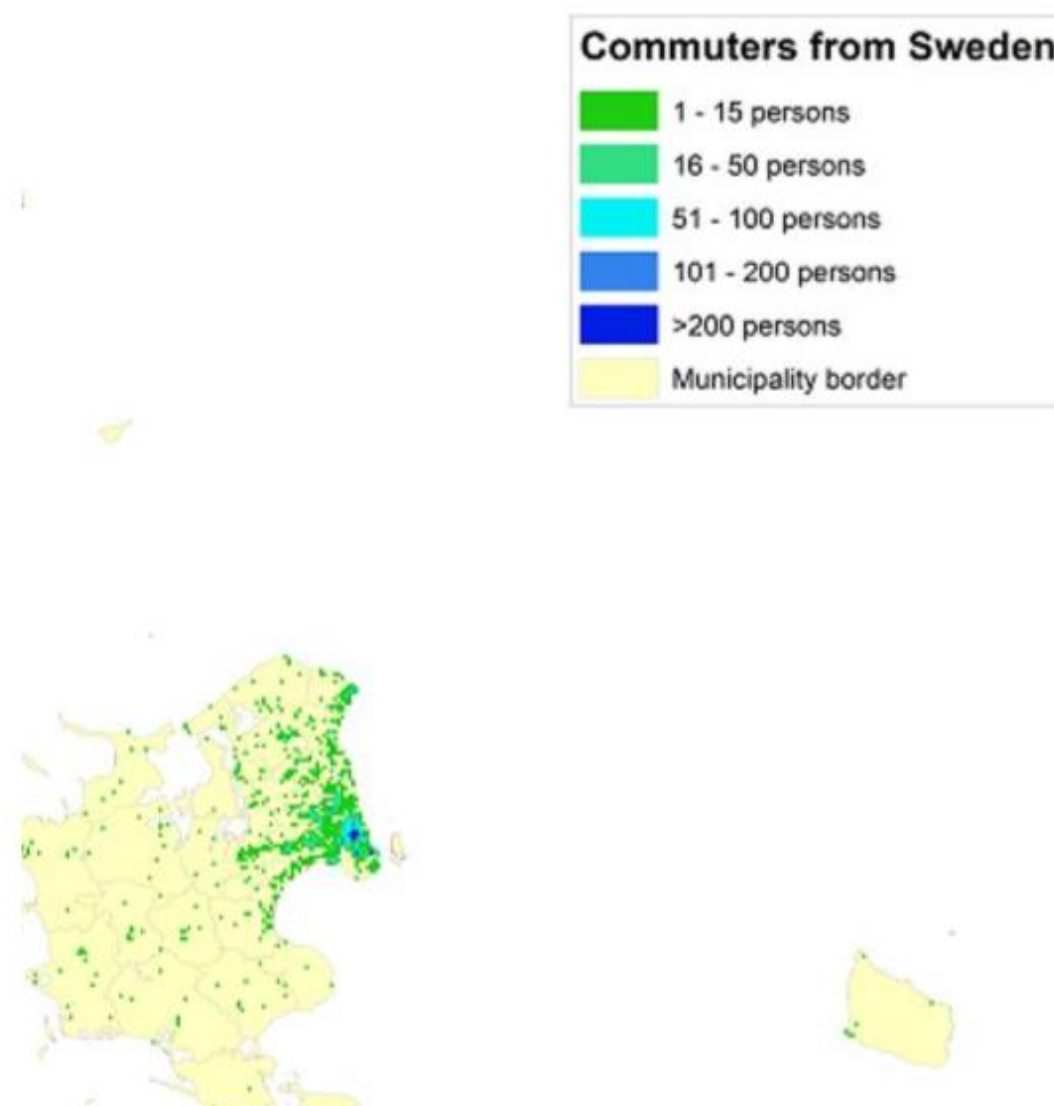 Commuters from Sweden
1 - 15 persons
16 - 50 persons
51 - 100 persons
101 - 200 persons
>200 persons
Municipality border